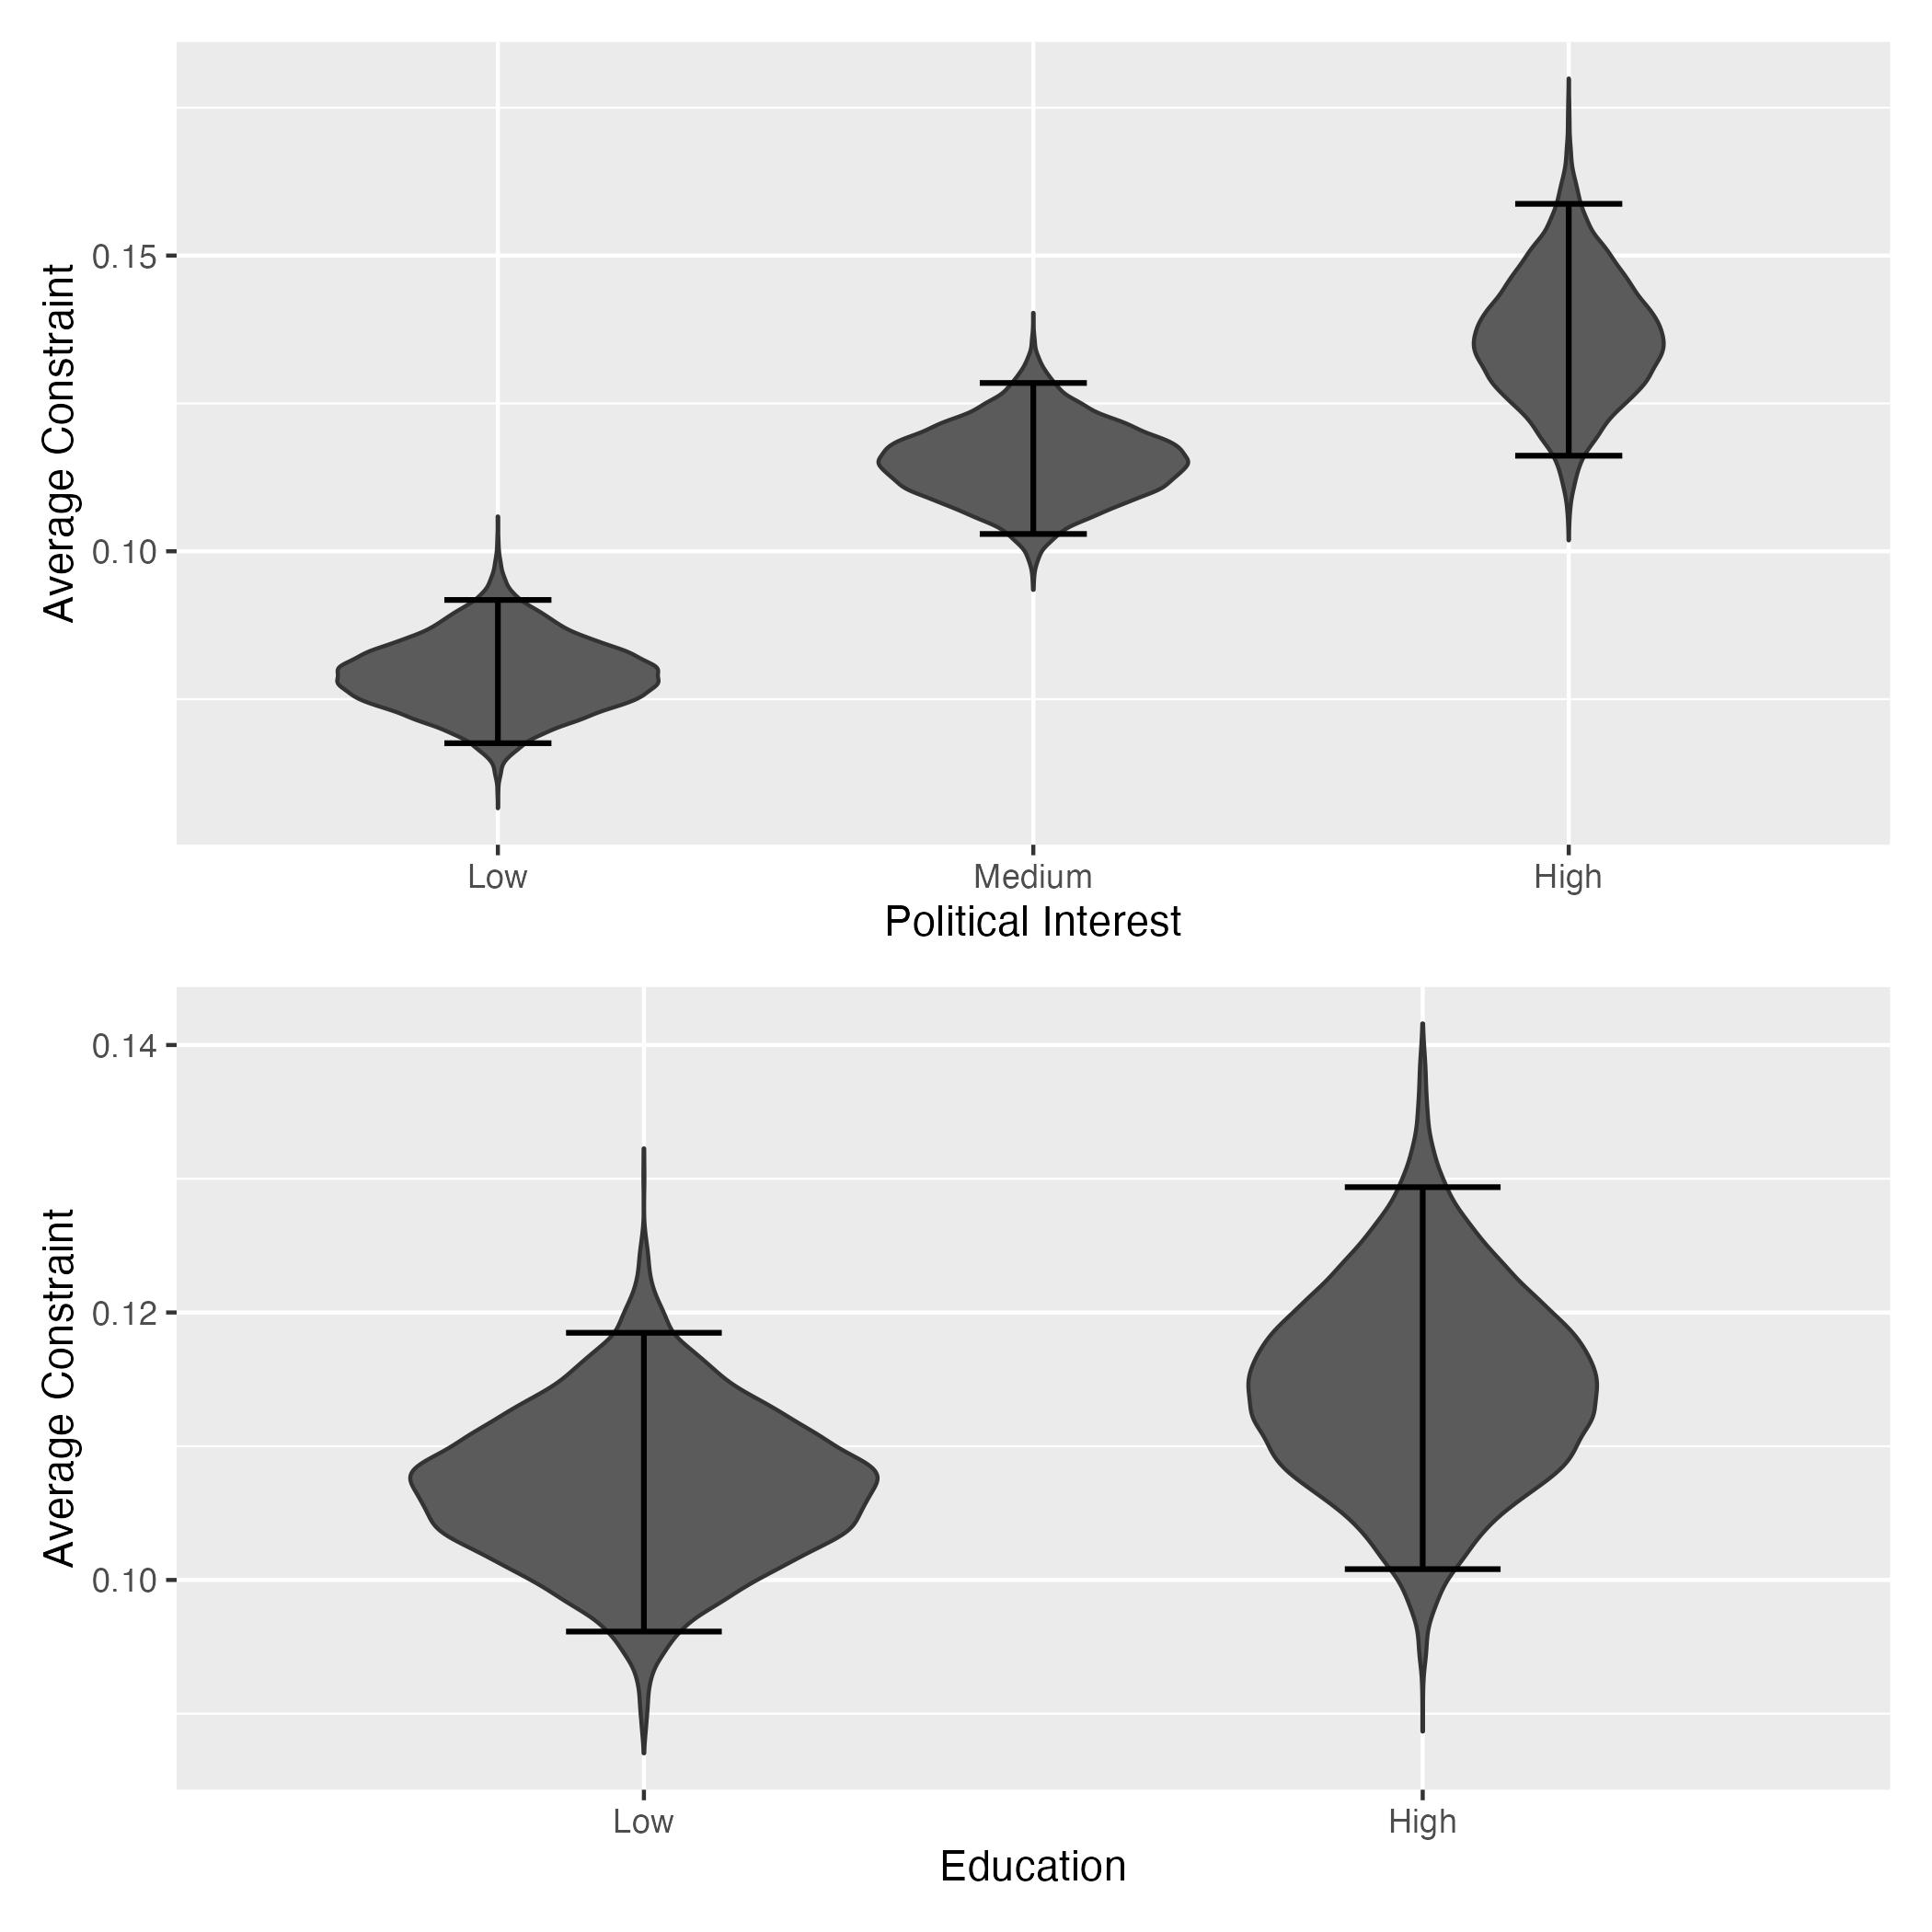 Average Constraint
0.15
0.10
Low Medium High
Political Interest
Average Constraint
0.14
0.12
0.10
Low High
Education